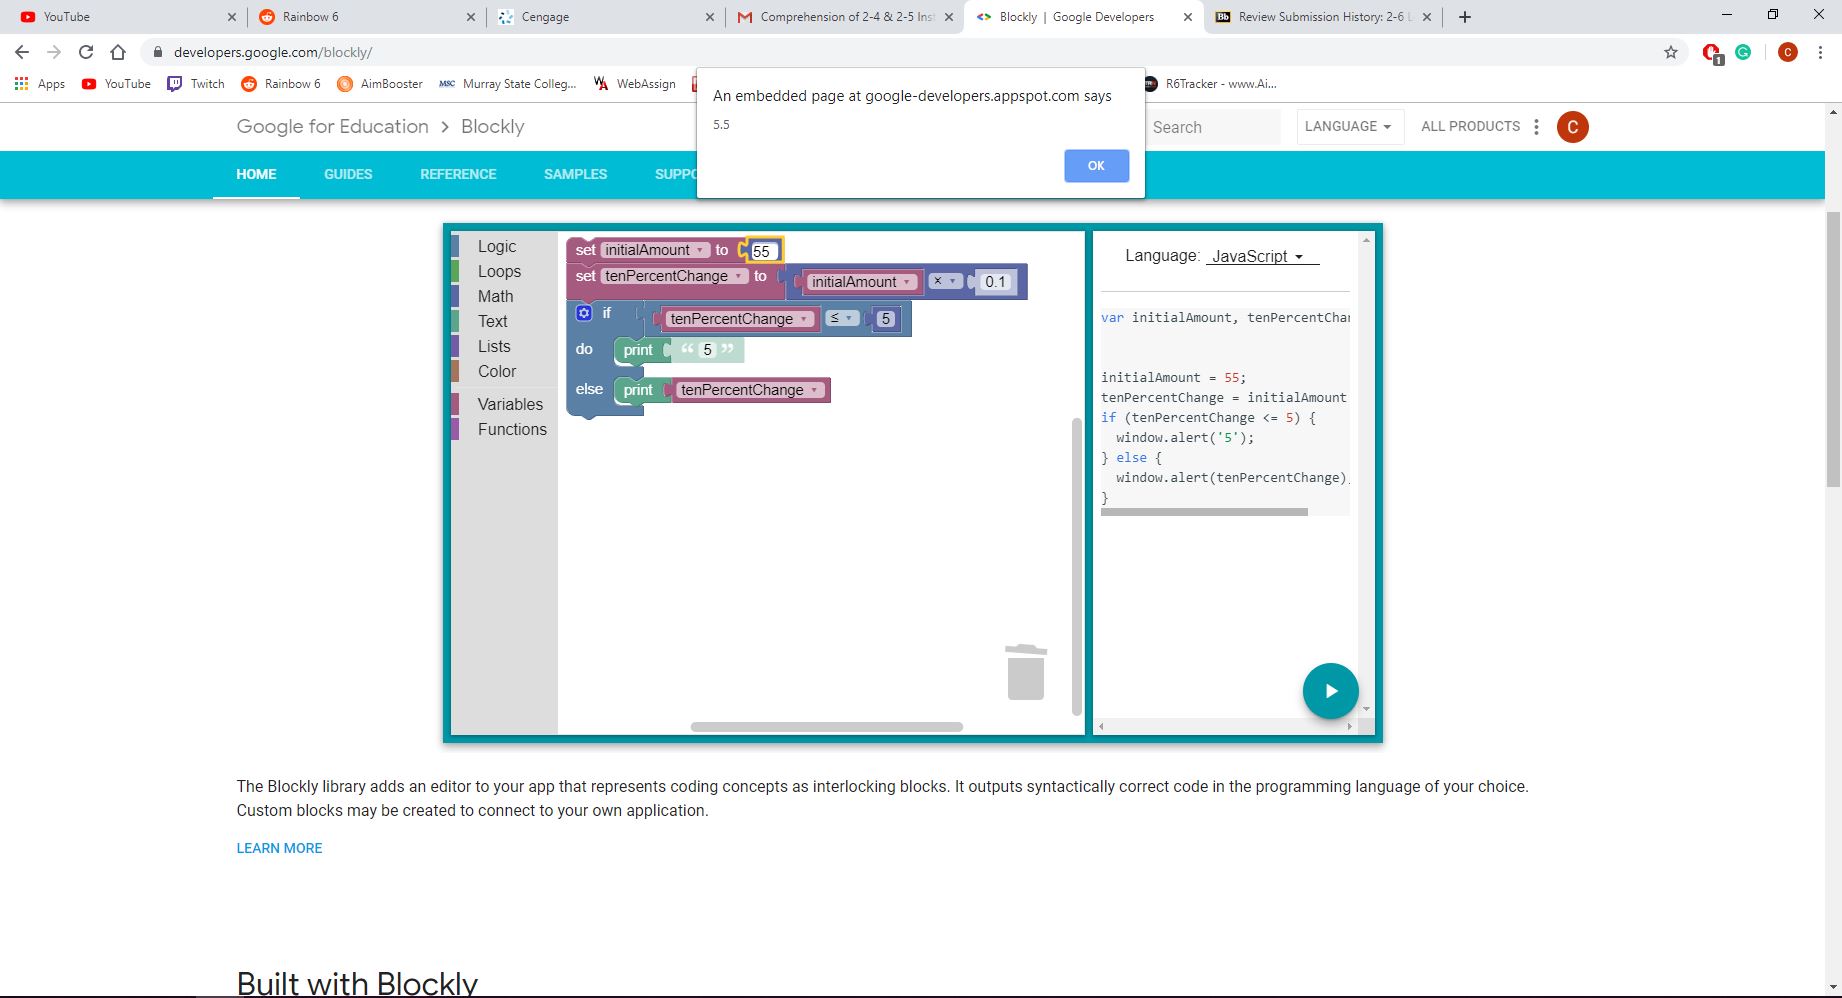 YouTube
Rainbow 6
Cengage
Comprehension of 2-4 & 2-5 Inst
Blockly | Google Developers
Bb Review Submission History: 2-6 L
developers.google.com/blockly/
1
C
Apps
YouTube
Twitch
Rainbow 6
AimBooster
MSC Murray State Colleg...
WebAssign
R6Tracker - www.Ai...
An embedded page at google-developers.appspot.com says
5.5
OK
Google for Education > Blockly
Search
LANGUAGE
ALL PRODUCTS
C
HOME
GUIDES
REFERENCE
SAMPLES
SUPPO
Logic
Loops
Math
Text
Lists
Color
Variables
Functions
set initialAmount to 55
set tenPercentChange to initialAmount × 0.1
if tenPercentChange ≤ 5
do print “ 5 ”
else print tenPercentChange
Language: JavaScript
var initialAmount, tenPercentChar
initialAmount = 55;
tenPercentChange = initialAmount
if (tenPercentChange <= 5) {
window.alert('5');
} else {
window.alert(tenPercentChange)
}
The Blockly library adds an editor to your app that represents coding concepts as interlocking blocks. It outputs syntactically correct code in the programming language of your choice.
Custom blocks may be created to connect to your own application.
LEARN MORE
Built with Blockly